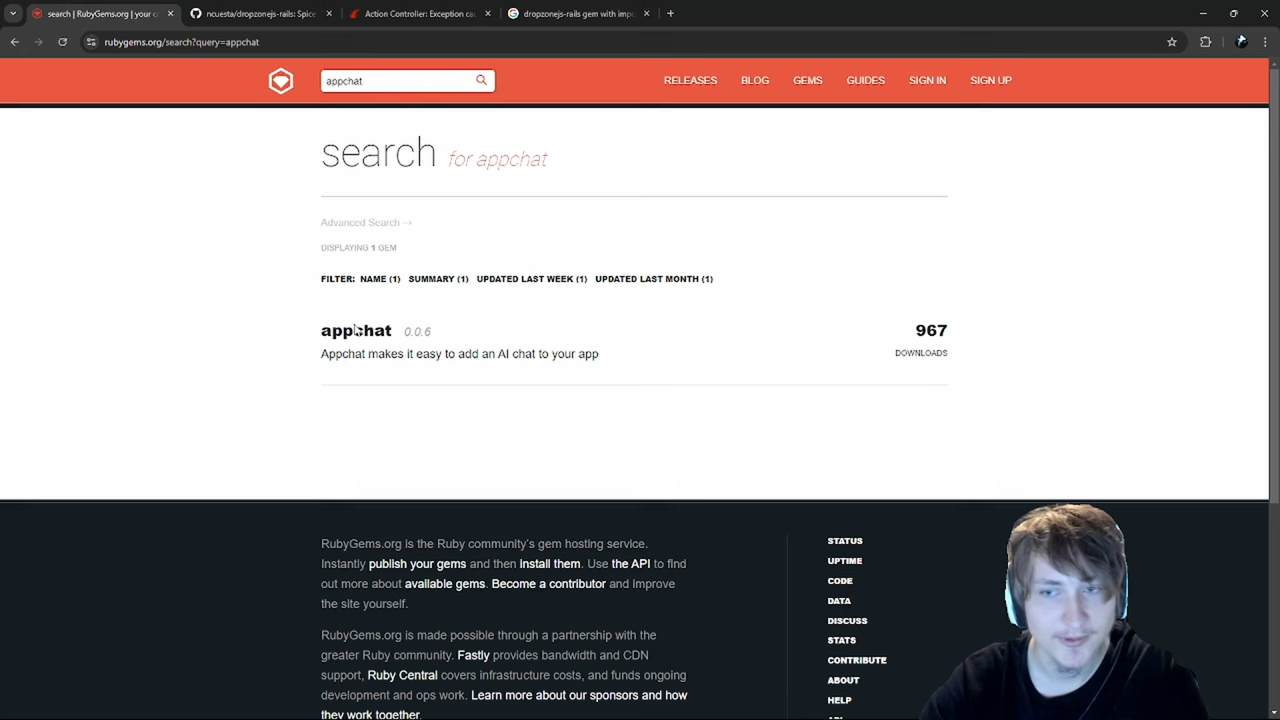 search | RubyGems.org | your c
ncuesta/dropzonejs-rails: Spice
Action Controller: Exception ca
dropzonejs-rails gem with impo
rubygems.org/search?query=appchat
appchat
RELEASES
BLOG
GEMS
GUIDES
SIGN IN
SIGN UP
search for appchat
Advanced Search →
DISPLAYING 1 GEM
FILTER: NAME (1) SUMMARY (1) UPDATED LAST WEEK (1) UPDATED LAST MONTH (1)
appchat 0.0.6
967
Appchat makes it easy to add an AI chat to your app
DOWNLOADS
RubyGems.org is the Ruby community's gem hosting service.
Instantly publish your gems and then install them. Use the API to find
out more about available gems. Become a contributor and improve
the site yourself.
RubyGems.org is made possible through a partnership with the
greater Ruby community. Fastly provides bandwidth and CDN
support, Ruby Central covers infrastructure costs, and funds ongoing
development and ops work. Learn more about our sponsors and how
they work together.
STATUS
UPTIME
CODE
DATA
DISCUSS
STATS
CONTRIBUTE
ABOUT
HELP